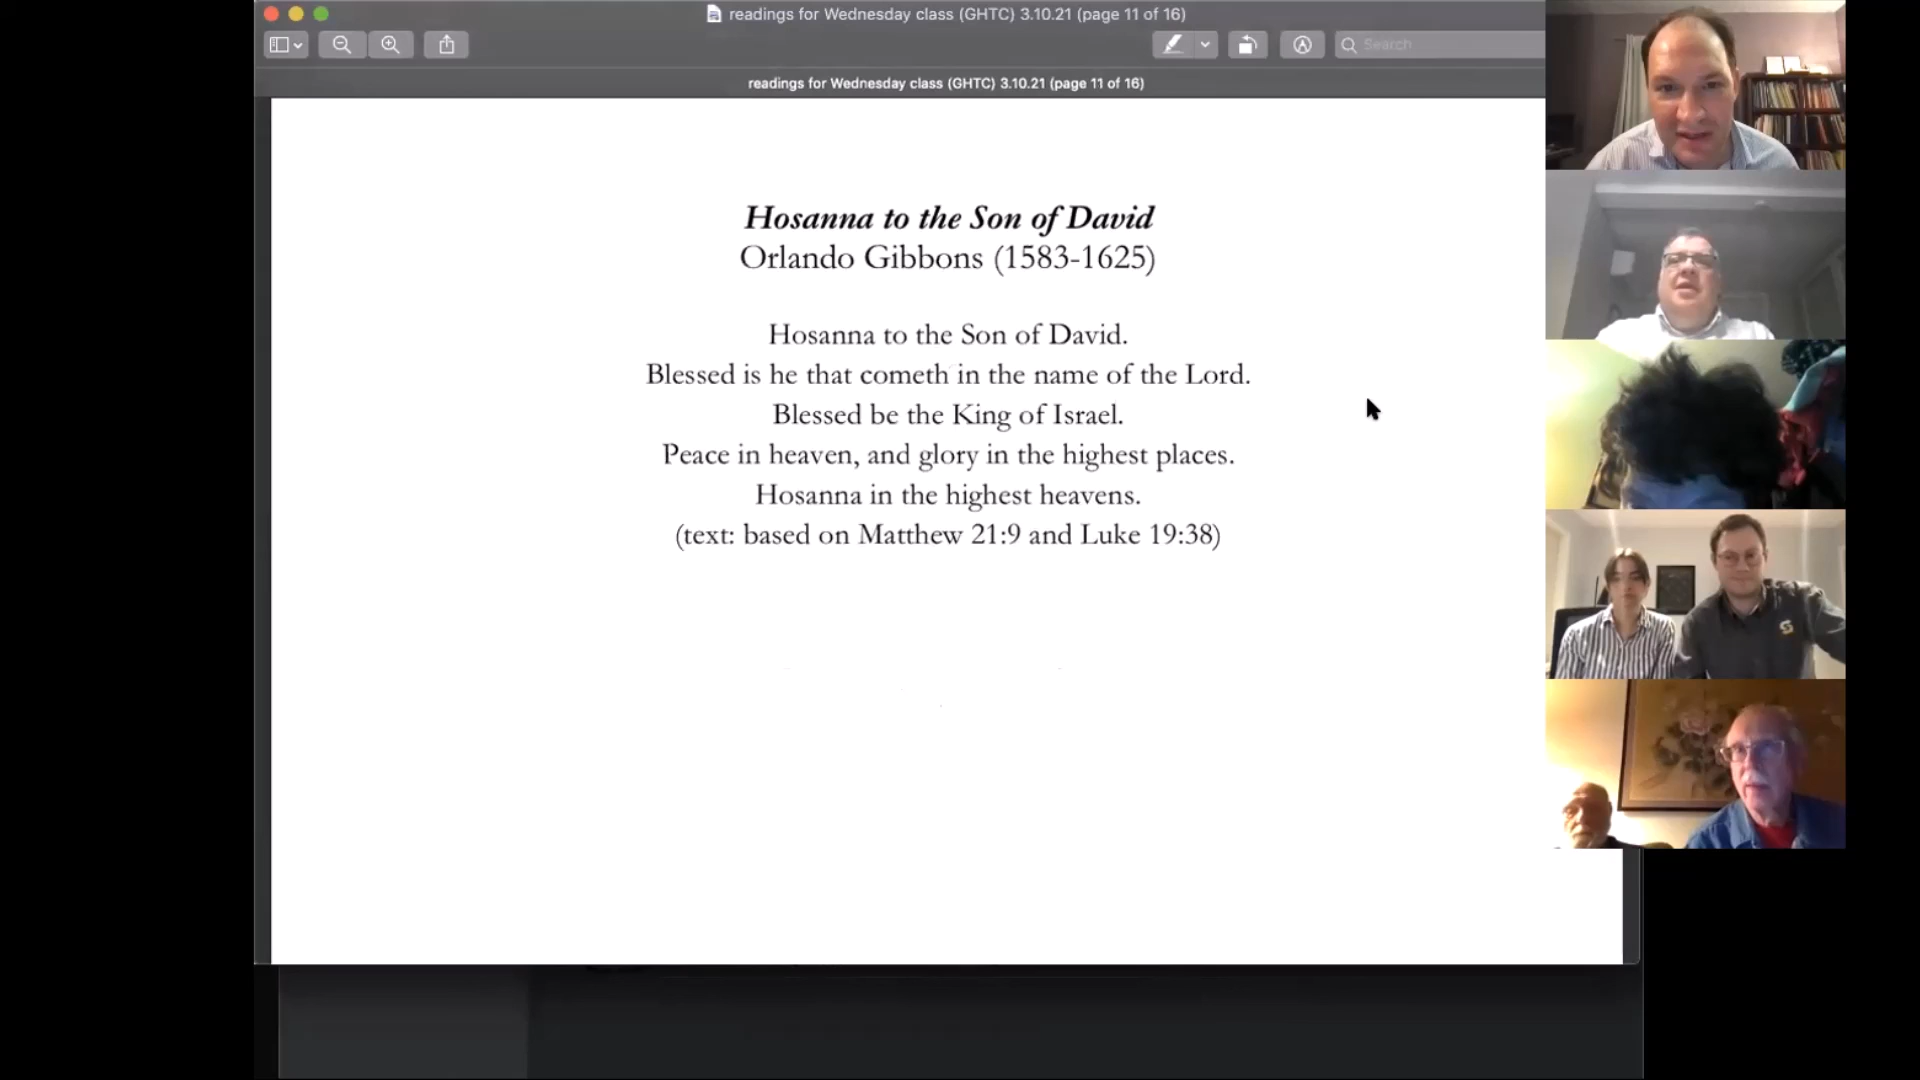 readings for Wednesday class (GHTC) 3.10.21 (page 11 of 16)
Search
readings for Wednesday class (GHTC) 3.10.21 (page 11 of 16)
Hosanna to the Son of David
Orlando Gibbons (1583-1625)
Hosanna to the Son of David.
Blessed is he that cometh in the name of the Lord.
Blessed be the King of Israel.
Peace in heaven, and glory in the highest places.
Hosanna in the highest heavens.
(text: based on Matthew 21:9 and Luke 19:38)